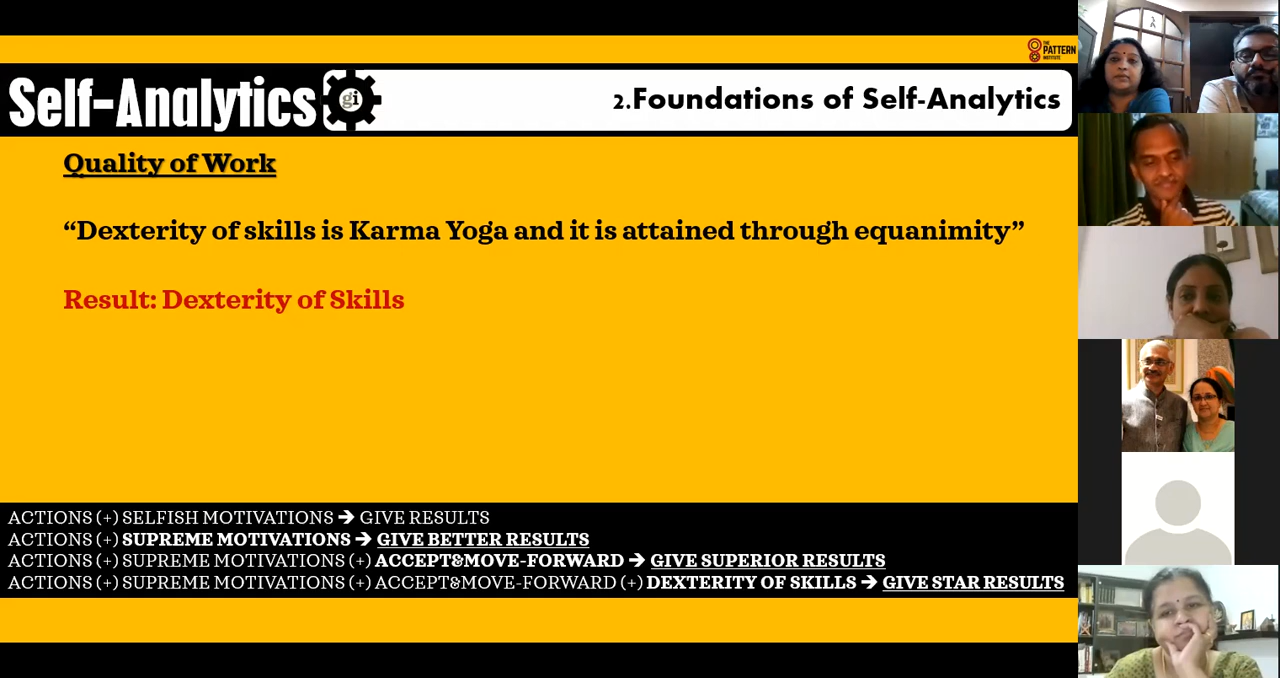 THE
PATTERN
INSTITUTE
Self-Analytics
gi
2.Foundations of Self-Analytics
Quality of Work
“Dexterity of skills is Karma Yoga and it is attained through equanimity”
Result: Dexterity of Skills
ACTIONS (+) SELFISH MOTIVATIONS ➔ GIVE RESULTS
ACTIONS (+) SUPREME MOTIVATIONS ➔ GIVE BETTER RESULTS
ACTIONS (+) SUPREME MOTIVATIONS (+) ACCEPT&MOVE-FORWARD ➔ GIVE SUPERIOR RESULTS
ACTIONS (+) SUPREME MOTIVATIONS (+) ACCEPT&MOVE-FORWARD (+) DEXTERITY OF SKILLS ➔ GIVE STAR RESULTS